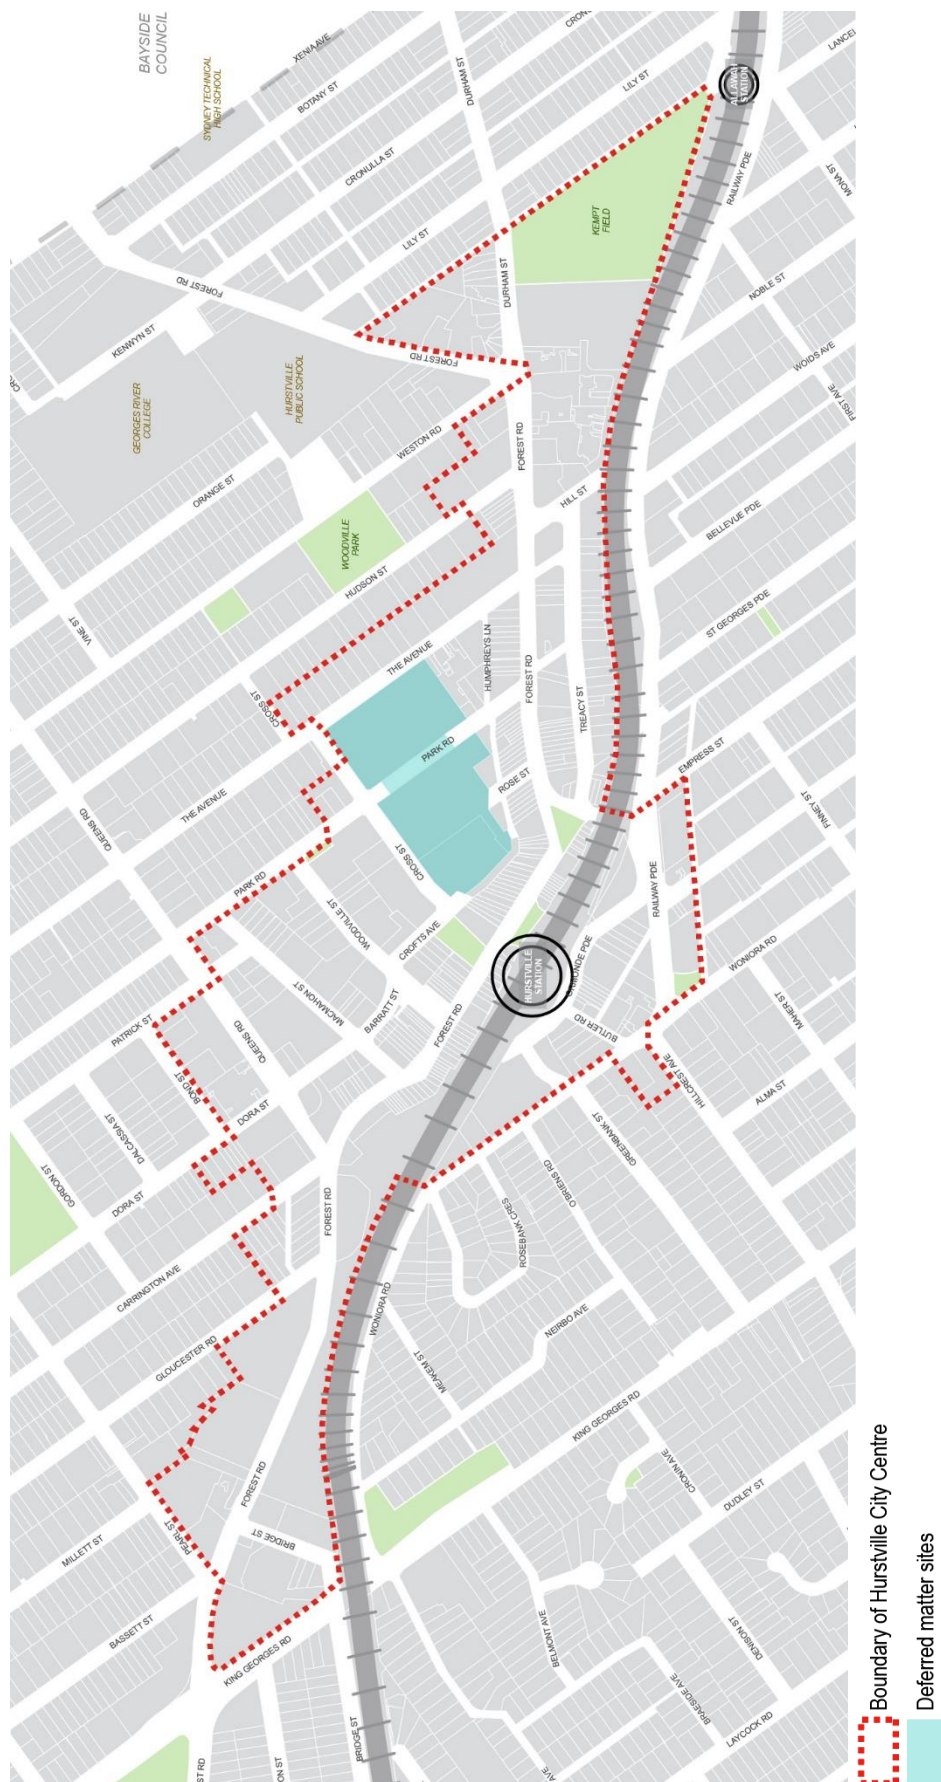 BAYSIDE
COUNCIL
SYDNEY TECHNICAL
HIGH SCHOOL
XENIA AVE
BOTANY ST
DURHAM ST
LILY ST
ALLAWAH
STATION
CRONULLA ST
RAILWAY PDE
MONA ST
LILY ST
KEMPT
FIELD
FOREST RD
DURHAM ST
NOBLE ST
KENWYN ST
FOREST RD
WOIDS AVE
GEORGES RIVER
COLLEGE
HURSTVILLE
PUBLIC SCHOOL
FIRST AVE
WESTON RD
FOREST RD
ORANGE ST
HILL ST
BELLEVUE PDE
WOODVILLE
PARK
HUDSON ST
VINE ST
ST GEORGES PDE
THE AVENUE
HUMPHREYS LN
FOREST RD
TREACY ST
CROSS ST
PARK RD
EMPRESS ST
ROSE ST
FINNEY ST
THE AVENUE
QUEENS RD
CROSS ST
RAILWAY PDE
PARK RD
WOODVILLE ST
CROFTS AVE
WONIORA RD
HURSTVILLE
STATION
MACMAHON ST
BARRATT ST
FOREST RD
BUTLER RD
MAHER ST
PATRICK ST
QUEENS RD
BOND ST
HILLCREST AVE
ALMA ST
DALCASSIA ST
DORA ST
GREENBANK ST
GORDON ST
DORA ST
O'BRIENS RD
FOREST RD
ROSEBANK CRES
CARRINGTON AVE
WONIORA RD
NEIRBO AVE
GLOUCESTER RD
MEAKEM ST
KING GEORGES RD
FOREST RD
CRONIN AVE
DUDLEY ST
MILLETT ST
PEARL ST
BRIDGE ST
BASSETT ST
BELMONT AVE
DENISON ST
KING GEORGES RD
BRAESIDE AVE
LAYCOCK RD
BRIDGE ST
Boundary of Hurstville City Centre
Deferred matter sites